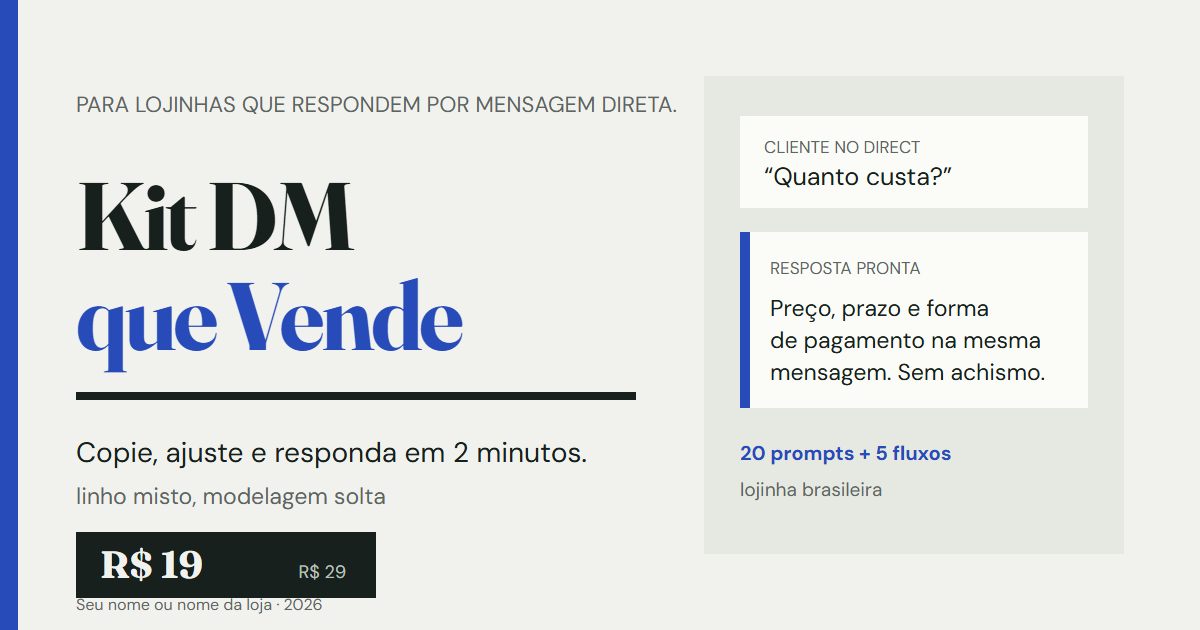 PARA LOJINHAS QUE RESPONDEM POR MENSAGEM DIRETA.
Kit DM
que Vende
Copie, ajuste e responda em 2 minutos.
linho misto, modelagem solta
R$ 19
R$ 29
Seu nome ou nome da loja · 2026
CLIENTE NO DIRECT
“Quanto custa?”
RESPOSTA PRONTA
Preço, prazo e forma
de pagamento na mesma
mensagem. Sem achismo.
20 prompts + 5 fluxos
lojinha brasileira